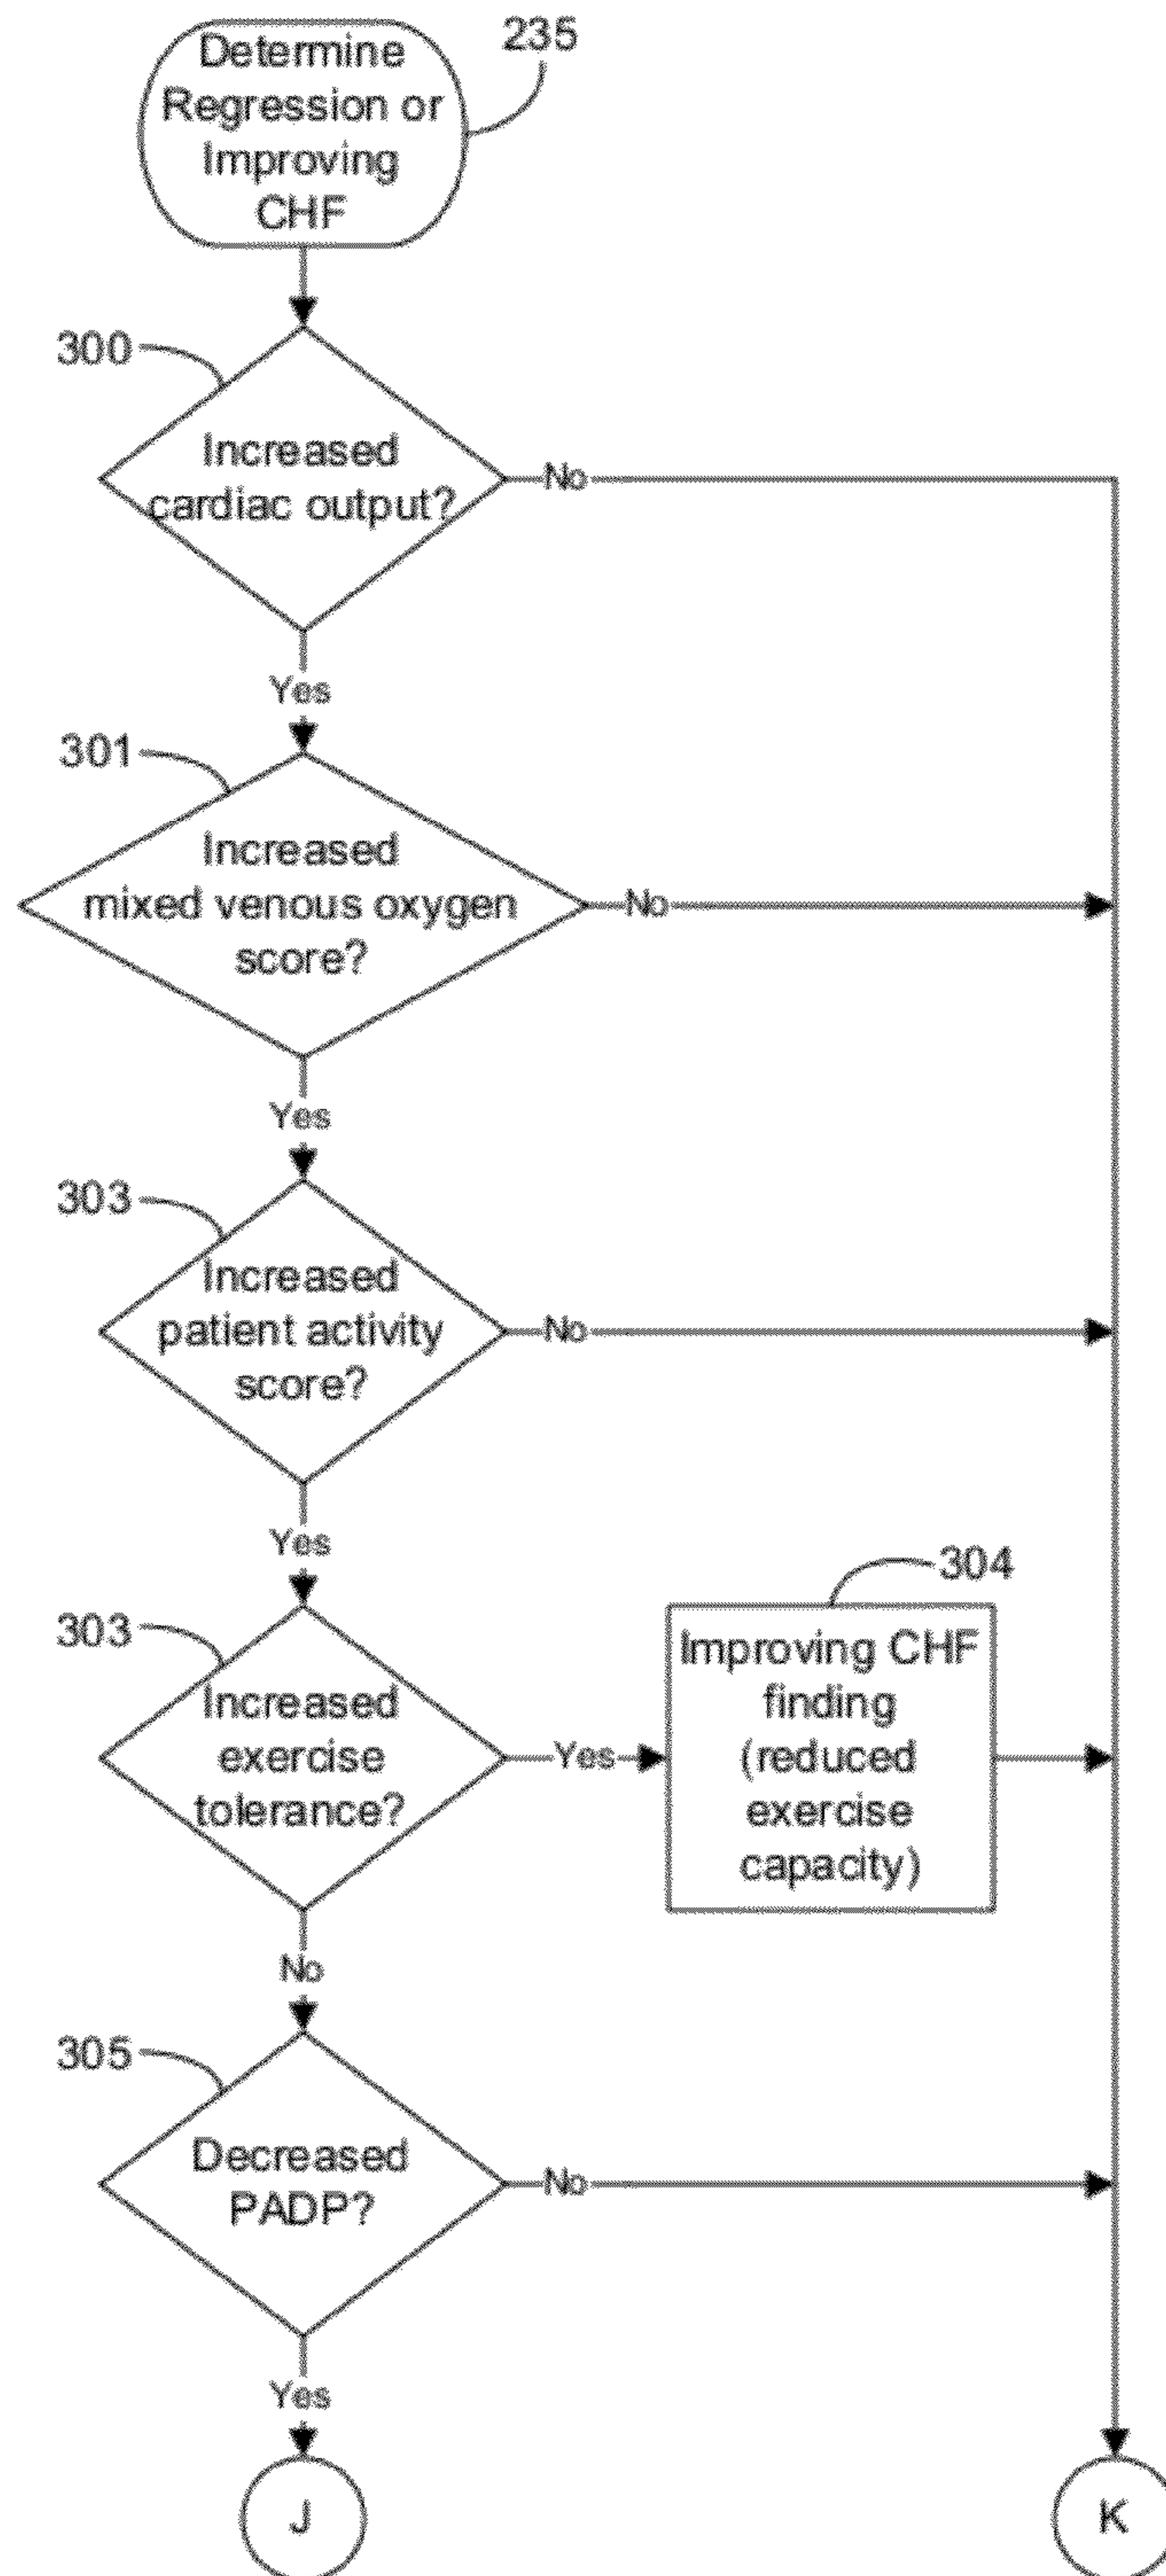 Determine
Regression or
Improving
CHF
235
300
Increased
cardiac output?
No
Yes
301
Increased
mixed venous oxygen
score?
No
Yes
303
Increased
patient activity
score?
No
Yes
303
Increased
exercise
tolerance?
Yes
304
Improving CHF
finding
(reduced
exercise
capacity)
No
305
Decreased
PADP?
No
Yes
J
K